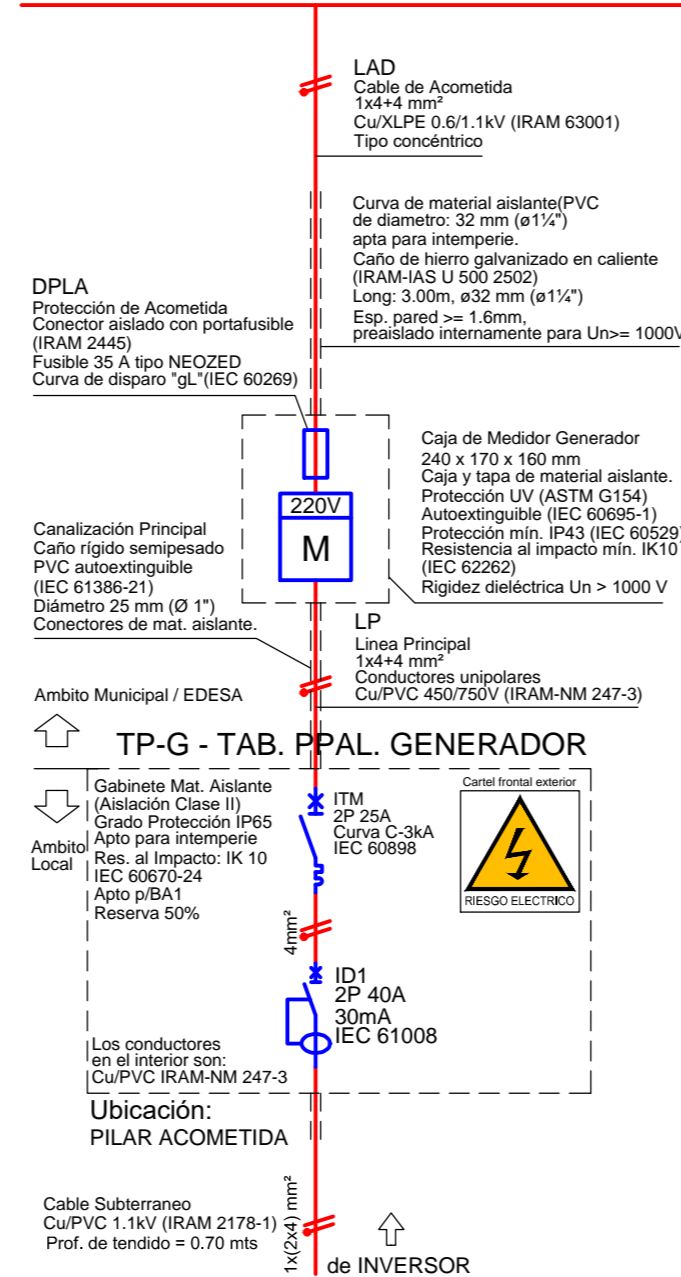 LAD
Cable de Acometida
1x4+4 mm²
Cu/XLPE 0.6/1.1kV (IRAM 63001)
Tipo concéntrico
Curva de material aislante(PVC
de diametro: 32 mm (ø1¼")
apta para intemperie.
Caño de hierro galvanizado en caliente
(IRAM-IAS U 500 2502)
Long: 3.00m, ø32 mm (ø1¼")
Esp. pared >= 1.6mm,
preaislado internamente para Un>= 1000V
DPLA
Protección de Acometida
Conector aislado con portafusible
(IRAM 2445)
Fusible 35 A tipo NEOZED
Curva de disparo "gL"(IEC 60269)
Caja de Medidor Generador
240 x 170 x 160 mm
Caja y tapa de material aislante.
Protección UV (ASTM G154)
Autoextinguible (IEC 60695-1)
Protección mín. IP43 (IEC 60529)
Resistencia al impacto mín. IK10
(IEC 62262)
Rigidez dieléctrica Un > 1000 V
220V
M
Canalización Principal
Caño rígido semipesado
PVC autoextinguible
(IEC 61386-21)
Diámetro 25 mm (Ø 1")
Conectores de mat. aislante.
LP
Linea Principal
1x4+4 mm²
Conductores unipolares
Cu/PVC 450/750V (IRAM-NM 247-3)
Ambito Municipal / EDESA
TP-G - TAB. PPAL. GENERADOR
Ambito
Local
Gabinete Mat. Aislante
(Aislación Clase II)
Grado Protección IP65
Apto para intemperie
Res. al Impacto: IK 10
IEC 60670-24
Apto p/BA1
Reserva 50%
ITM
2P 25A
Curva C-3kA
IEC 60898
Cartel frontal exterior
RIESGO ELECTRICO
4mm²
ID1
2P 40A
30mA
IEC 61008
Los conductores
en el interior son:
Cu/PVC IRAM-NM 247-3
Ubicación:
PILAR ACOMETIDA
Cable Subterraneo
Cu/PVC 1.1kV (IRAM 2178-1)
Prof. de tendido = 0.70 mts
1x(2x4) mm²
de INVERSOR